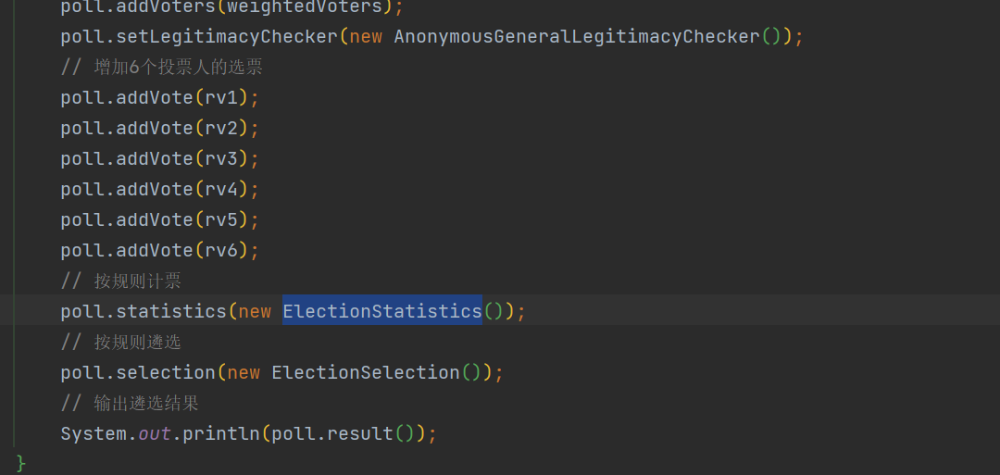 poll.addVoters(weightedVoters);
poll.setLegitimacyChecker(new AnonymousGeneralLegitimacyChecker());
// 增加6个投票人的选票
poll.addVote(rv1);
poll.addVote(rv2);
poll.addVote(rv3);
poll.addVote(rv4);
poll.addVote(rv5);
poll.addVote(rv6);
// 按规则计票
poll.statistics(new ElectionStatistics());
// 按规则遴选
poll.selection(new ElectionSelection());
// 输出遴选结果
System.out.println(poll.result());
}